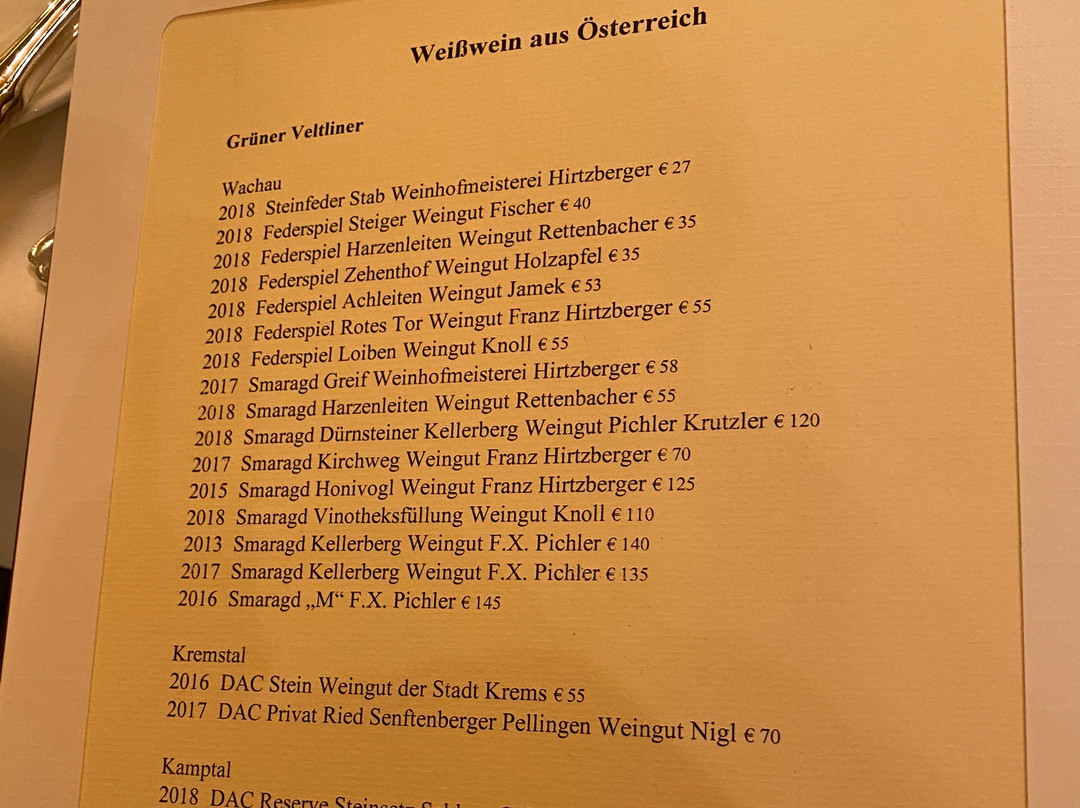 Weißwein aus Österreich
Grüner Veltliner
Wachau
2018 Steinfeder Stab Weinhofmeisterei Hirtzberger € 27
2018 Federspiel Steiger Weingut Fischer € 40
2018 Federspiel Harzenleiten Weingut Rettenbacher € 35
2018 Federspiel Zehenthof Weingut Holzapfel € 35
2018 Federspiel Achleiten Weingut Jamek € 53
2018 Federspiel Rotes Tor Weingut Franz Hirtzberger € 55
2018 Federspiel Loiben Weingut Knoll € 55
2017 Smaragd Greif Weinhofmeisterei Hirtzberger € 58
2018 Smaragd Harzenleiten Weingut Rettenbacher € 55
2018 Smaragd Dürnsteiner Kellerberg Weingut Pichler Krutzler € 120
2017 Smaragd Kirchweg Weingut Franz Hirtzberger € 70
2015 Smaragd Honivogl Weingut Franz Hirtzberger € 125
2018 Smaragd Vinotheksfüllung Weingut Knoll € 110
2013 Smaragd Kellerberg Weingut F.X. Pichler € 140
2017 Smaragd Kellerberg Weingut F.X. Pichler € 135
2016 Smaragd „M“ F.X. Pichler € 145
Kremstal
2016 DAC Stein Weingut der Stadt Krems € 55
2017 DAC Privat Ried Senftenberger Pellingen Weingut Nigl € 70
Kamptal
2018 DAC Reserve